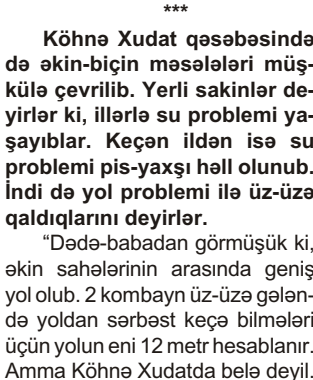 ***
Köhnə Xudat qəsəbəsində
də əkin-biçin məsələləri müş-
külə çevrilib. Yerli sakinlər de-
yirlər ki, illərlə su problemi ya-
şayıblar. Keçən ildən isə su
problemi pis-yaxşı həll olunub.
İndi də yol problemi ilə üz-üzə
qaldıqlarını deyirlər.
“Dədə-babadan görmüşük ki,
əkin sahələrinin arasında geniş
yol olub. 2 kombayn üz-üzə gələn-
də yoldan sərbəst keçə bilmələri
üçün yolun eni 12 metr hesablanır.
Amma Köhnə Xudatda belə deyil.